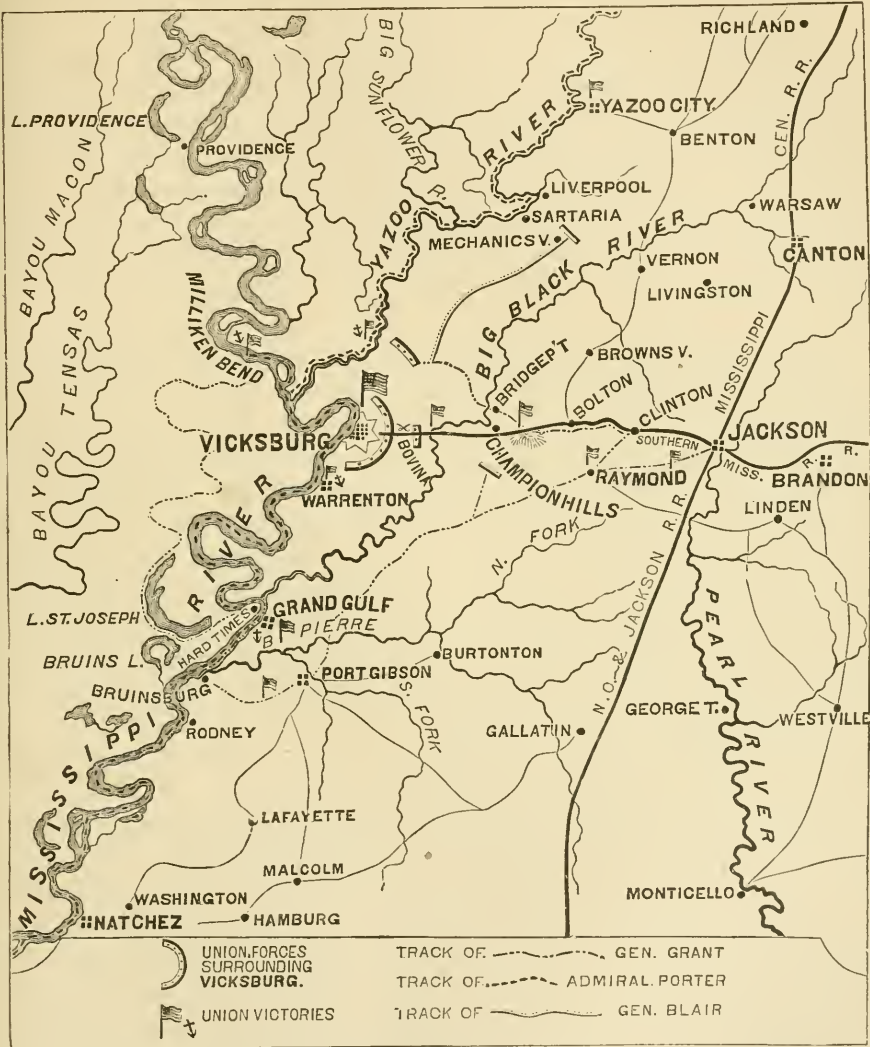 RICHLAND
CEN. R. R.
BIG SUNFLOWER R.
YAZOO CITY
L. PROVIDENCE
PROVIDENCE
BENTON
BAYOU MACON
YAZOO RIVER
LIVERPOOL
SARTARIA
WARSAW
MECHANICS V.
BIG BLACK RIVER
CANTON
VERNON
LIVINGSTON
MILLIKEN BEND
BAYOU TENSAS
BROWNS V.
BRIDGEP'T
MISSISSIPPI
BOLTON
CLINTON
VICKSBURG
BOVINA
SOUTHERN
JACKSON
MISS. R. R.
CHAMPIONHILLS
RAYMOND
BRANDON
WARRENTON
LINDEN
N. FORK
L. ST. JOSEPH
HARD TIMES
GRAND GULF
B. PIERRE
N. O. & JACKSON R. R.
PEARL RIVER
BRUINS L.
BURTONTON
BRUINSBURG
PORT GIBSON
S. FORK
GEORGE T.
WESTVILLE
RODNEY
GALLATIN
MISSISSIPPI RIVER
LAFAYETTE
MALCOLM
MONTICELLO
WASHINGTON
NATCHEZ
HAMBURG
UNION.FORCES
SURROUNDING
VICKSBURG.
UNION VICTORIES
TRACK OF GEN. GRANT
TRACK OF ADMIRAL. PORTER
TRACK OF GEN. BLAIR